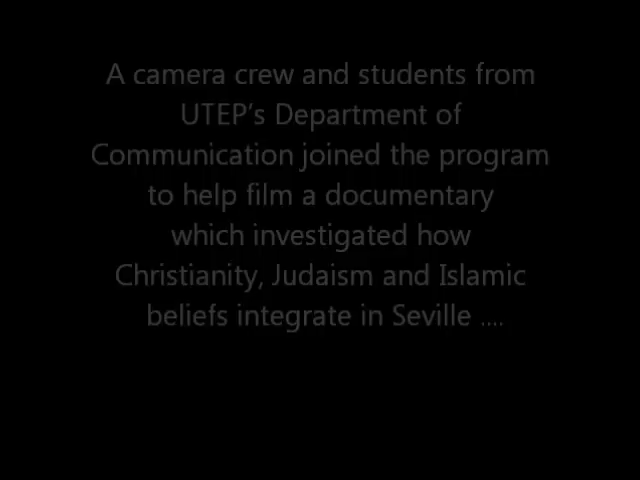 A camera crew and students from
UTEP’s Department of
Communication joined the program
to help film a documentary
which investigated how
Christianity, Judaism and Islamic
beliefs integrate in Seville ....